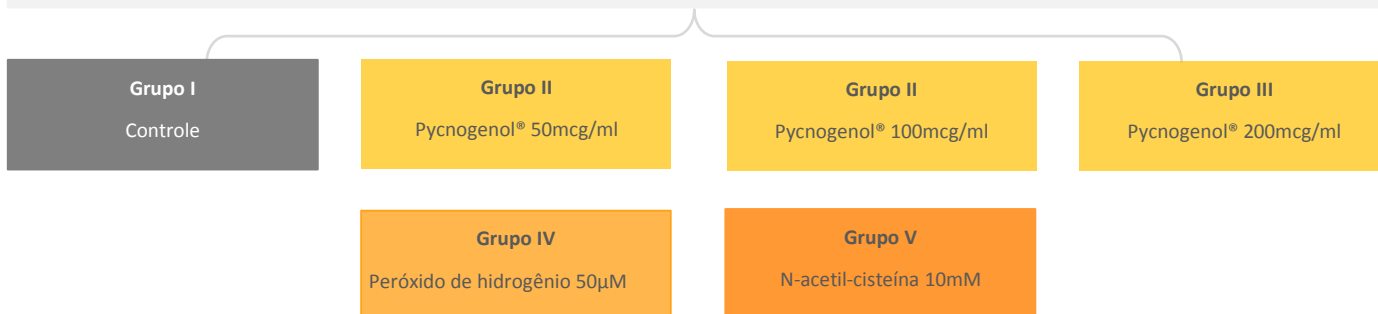 Grupo I
Controle
Grupo II
Pycnogenol® 50mcg/ml
Grupo II
Pycnogenol® 100mcg/ml
Grupo III
Pycnogenol® 200mcg/ml
Grupo IV
Peróxido de hidrogênio 50µM
Grupo V
N-acetil-cisteína 10mM